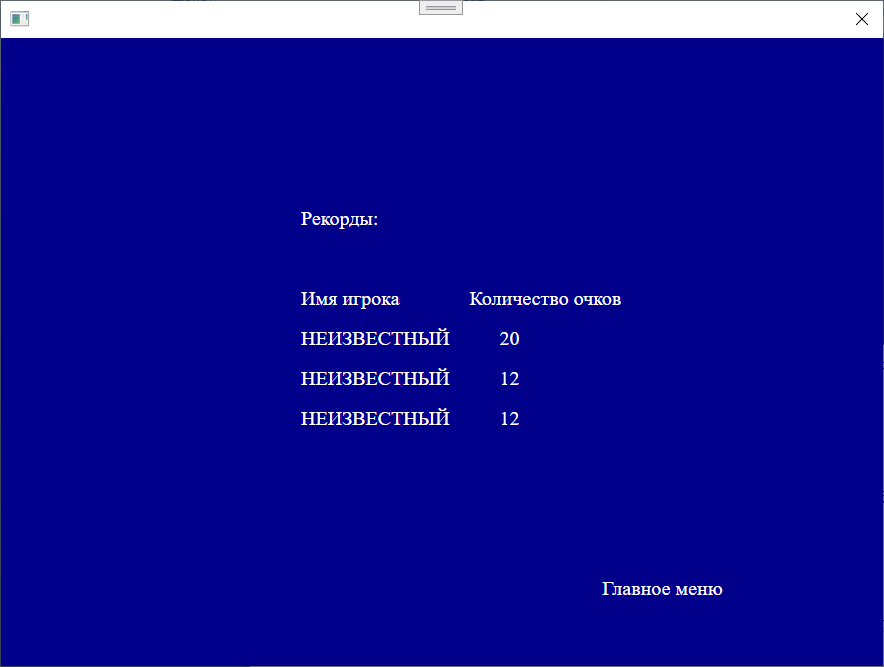 Рекорды:
Имя игрока Количество очков
НЕИЗВЕСТНЫЙ 20
НЕИЗВЕСТНЫЙ 12
НЕИЗВЕСТНЫЙ 12
Главное меню